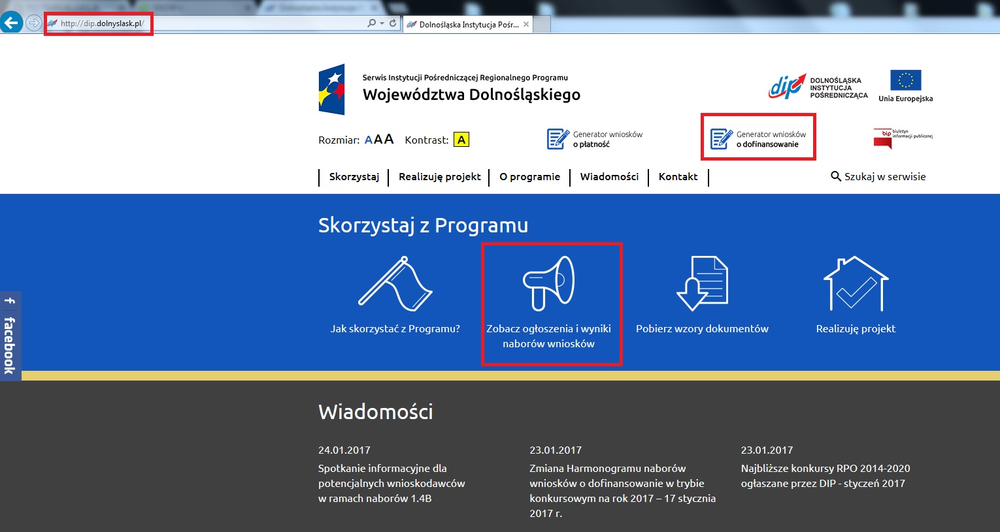 http://dip.dolnyslask.pl/
Dolnośląska Instytucja Pośr...
Serwis Instytucji Pośredniczącej Regionalnego Programu
Województwa Dolnośląskiego
dip DOLNOŚLĄSKA
INSTYTUCJA
POŚREDNICZĄCA
Unia Europejska
Rozmiar: A A A Kontrast: A
Generator wniosków
o płatność
Generator wniosków
o dofinansowanie
bip biuletyn
informacji publicznej
Skorzystaj
Realizuję projekt
O programie
Wiadomości
Kontakt
Szukaj w serwisie
Skorzystaj z Programu
Jak skorzystać z Programu?
Zobacz ogłoszenia i wyniki
naborów wniosków
Pobierz wzory dokumentów
Realizuję projekt
f facebook
Wiadomości
24.01.2017
Spotkanie informacyjne dla
potencjalnych wnioskodawców
w ramach naborów 1.4B
23.01.2017
Zmiana Harmonogramu naborów
wniosków o dofinansowanie w trybie
konkursowym na rok 2017 – 17 stycznia
2017 r.
23.01.2017
Najbliższe konkursy RPO 2014-2020
ogłaszane przez DIP - styczeń 2017